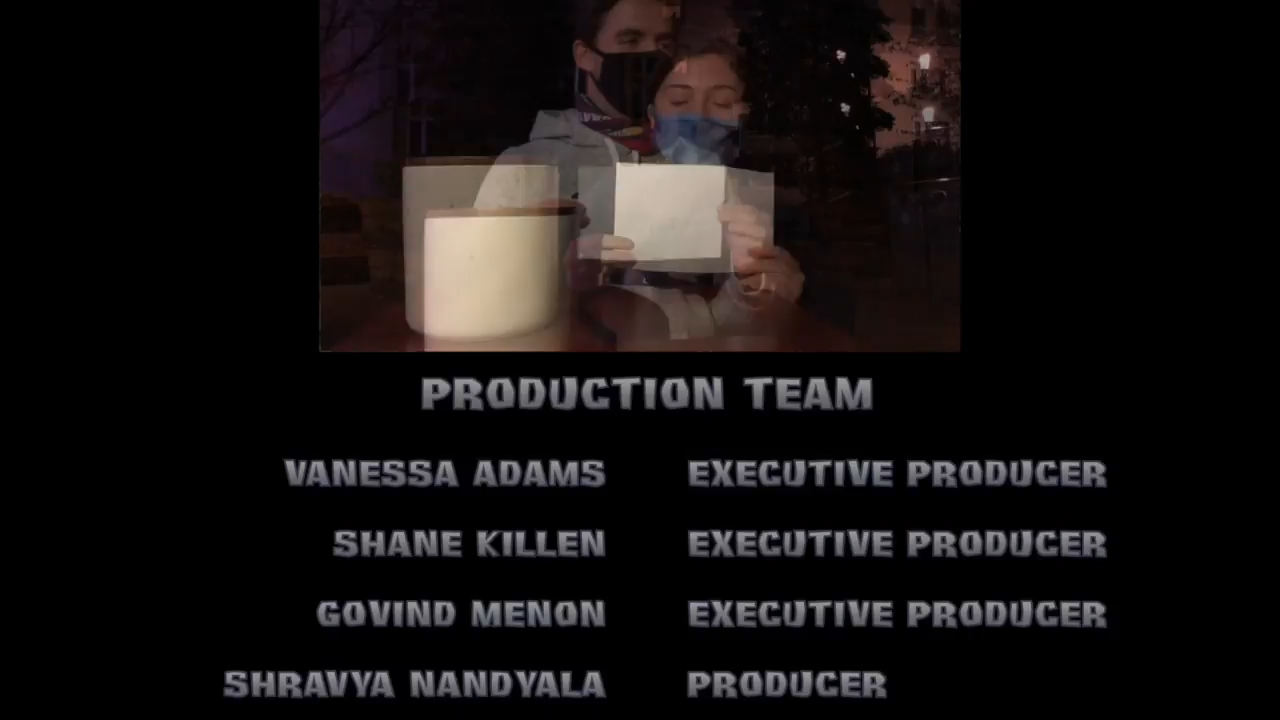 PRODUCTION TEAM
VANESSA ADAMS EXECUTIVE PRODUCER
SHANE KILLEN EXECUTIVE PRODUCER
GOVIND MENON EXECUTIVE PRODUCER
SHRAVYA NANDYALA PRODUCER